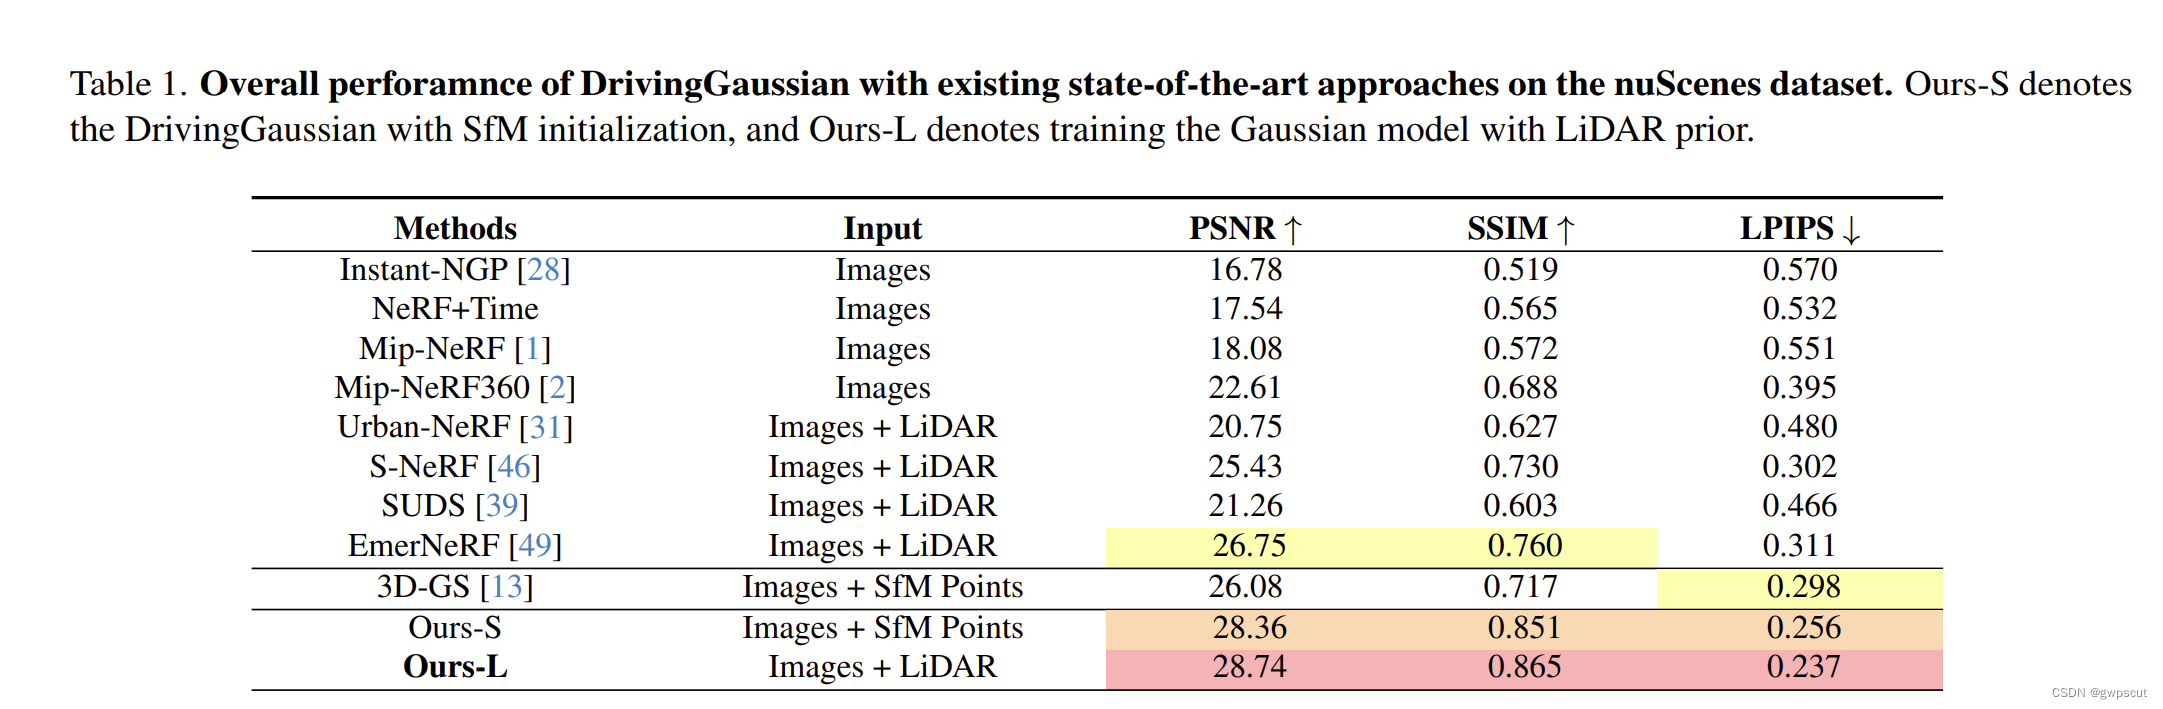 Table 1. Overall perforamnce of DrivingGaussian with existing state-of-the-art approaches on the nuScenes dataset. Ours-S denotes
the DrivingGaussian with SfM initialization, and Ours-L denotes training the Gaussian model with LiDAR prior.
Methods Input PSNR ↑ SSIM ↑ LPIPS ↓
Instant-NGP [28] Images 16.78 0.519 0.570
NeRF+Time Images 17.54 0.565 0.532
Mip-NeRF [1] Images 18.08 0.572 0.551
Mip-NeRF360 [2] Images 22.61 0.688 0.395
Urban-NeRF [31] Images + LiDAR 20.75 0.627 0.480
S-NeRF [46] Images + LiDAR 25.43 0.730 0.302
SUDS [39] Images + LiDAR 21.26 0.603 0.466
EmerNeRF [49] Images + LiDAR 26.75 0.760 0.311
3D-GS [13] Images + SfM Points 26.08 0.717 0.298
Ours-S Images + SfM Points 28.36 0.851 0.256
Ours-L Images + LiDAR 28.74 0.865 0.237
CSDN @gwpscut